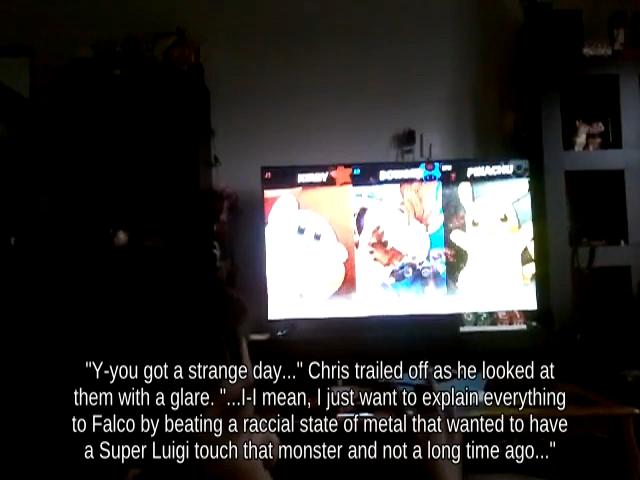 KIRBY BOWSER PIKACHU
"Y-you got a strange day..." Chris trailed off as he looked at
them with a glare. "...I-I mean, I just want to explain everything
to Falco by beating a raccial state of metal that wanted to have
a Super Luigi touch that monster and not a long time ago..."